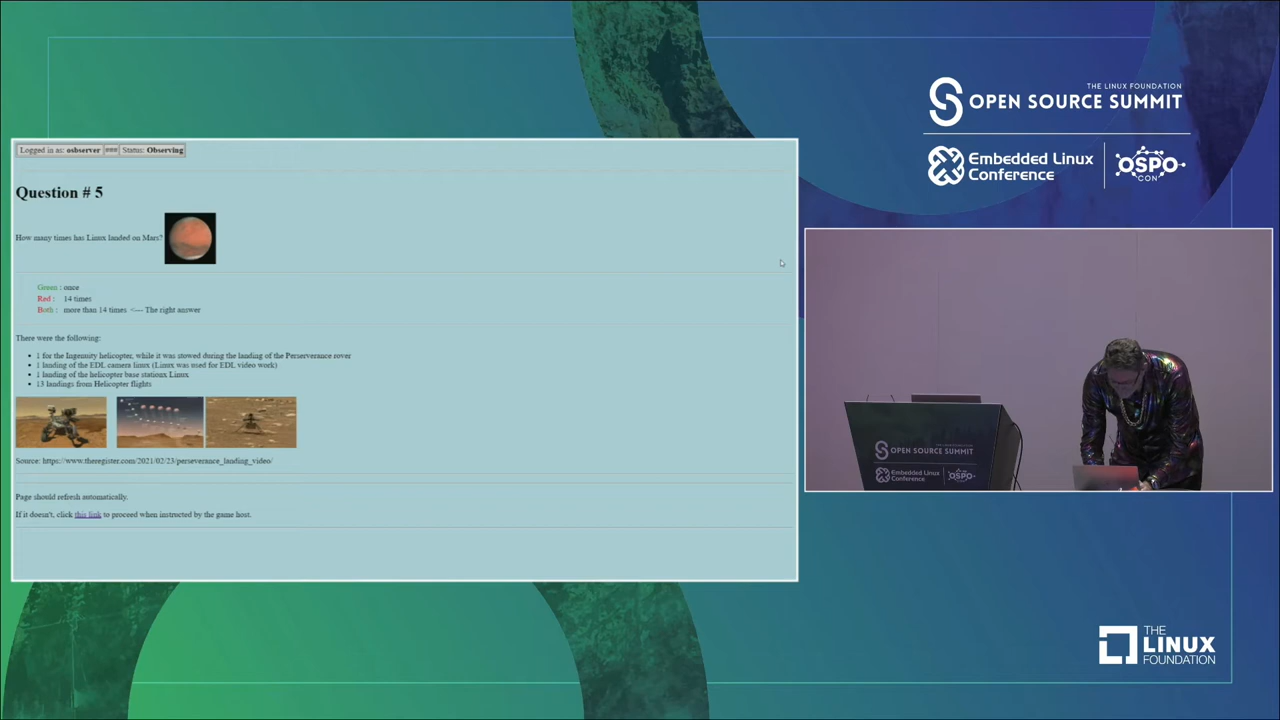 THE LINUX FOUNDATION
OPEN SOURCE SUMMIT
Embedded Linux Conference
OSPO CON
Logged in as: osbserver ### Status: Observing
Question # 5
How many times has Linux landed on Mars?
Green : once
Red : 14 times
Both : more than 14 times <--- The right answer
There were the following:
1 for the Ingenuity helicopter, while it was stowed during the landing of the Perserverance rover
1 landing of the EDL camera linux (Linux was used for EDL video work)
1 landing of the helicopter base statioux Linux
13 landings from Helicopter flights
Source: https://www.theregister.com/2021/02/23/perseverance_landing_video/
Page should refresh automatically.
If it doesn't, click this link to proceed when instructed by the game host.
OPEN SOURCE SUMMIT
Embedded Linux Conference
OSPO CON
THE LINUX FOUNDATION